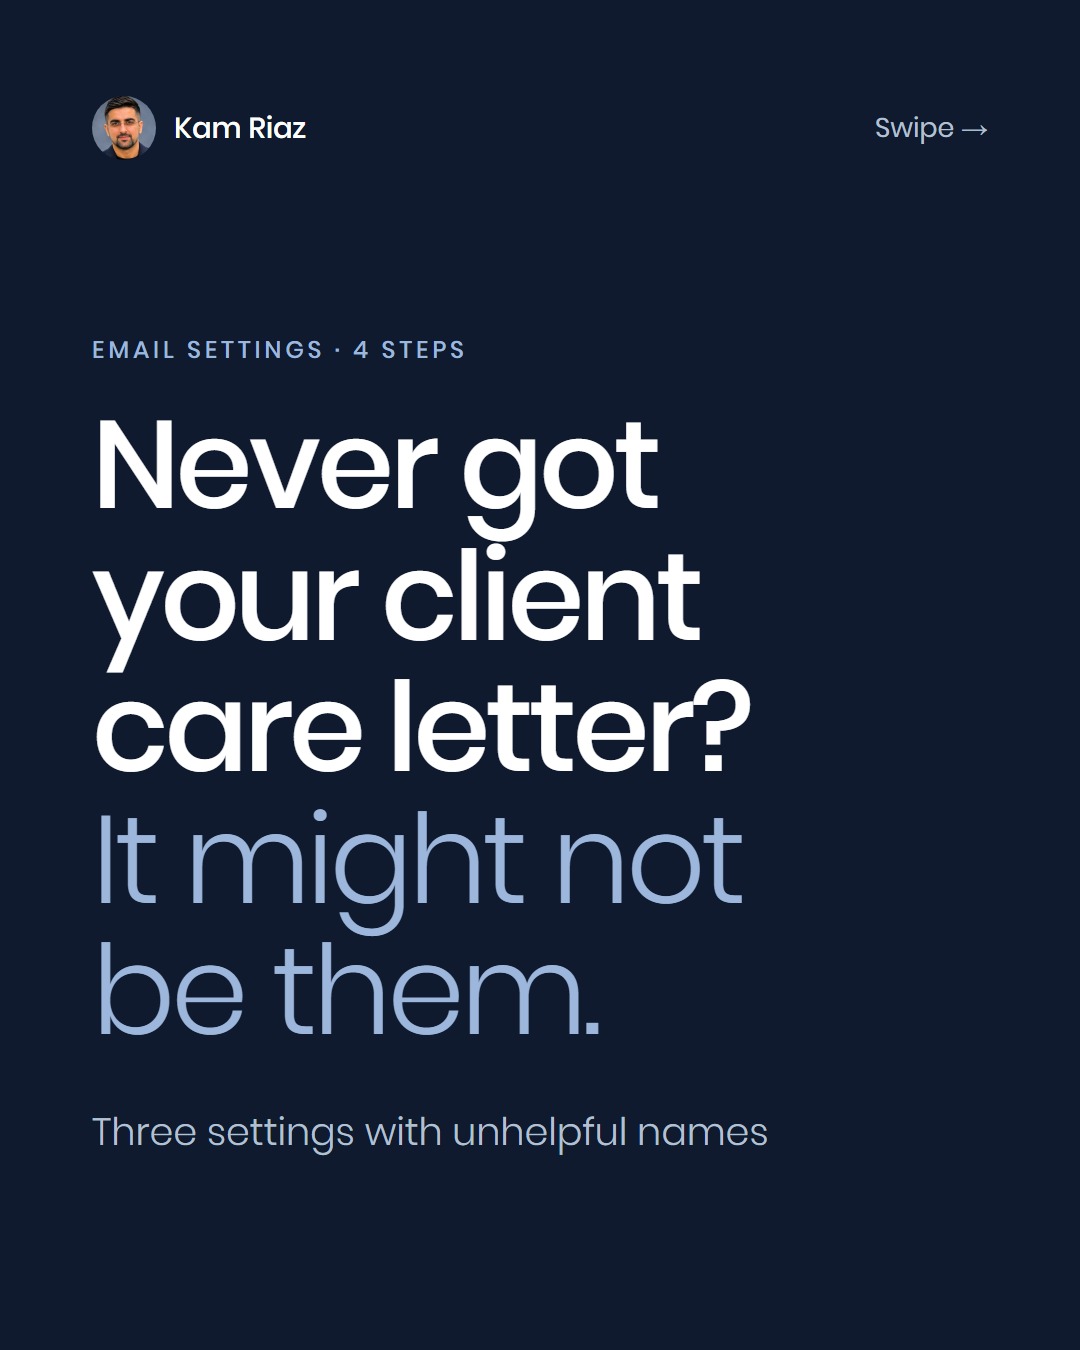 Kam Riaz
Swipe →
EMAIL SETTINGS · 4 STEPS
Never got
your client
care letter?
It might not
be them.
Three settings with unhelpful names